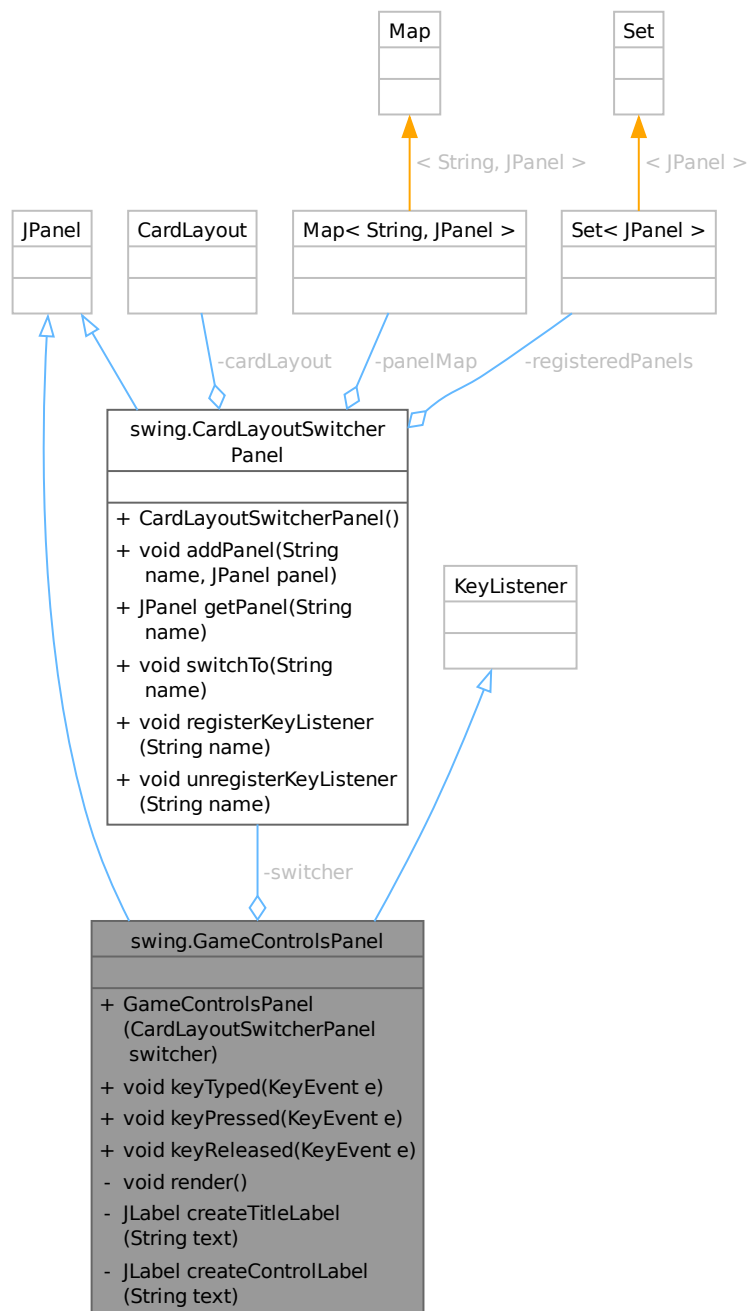 Map
Set
< String, JPanel >
< JPanel >
JPanel
CardLayout
Map< String, JPanel >
Set< JPanel >
-cardLayout
-panelMap
-registeredPanels
swing.CardLayoutSwitcher
Panel
+ CardLayoutSwitcherPanel()
+ void addPanel(String
name, JPanel panel)
+ JPanel getPanel(String
name)
+ void switchTo(String
name)
+ void registerKeyListener
(String name)
+ void unregisterKeyListener
(String name)
KeyListener
-switcher
swing.GameControlsPanel
+ GameControlsPanel
(CardLayoutSwitcherPanel
switcher)
+ void keyTyped(KeyEvent e)
+ void keyPressed(KeyEvent e)
+ void keyReleased(KeyEvent e)
- void render()
- JLabel createTitleLabel
(String text)
- JLabel createControlLabel
(String text)